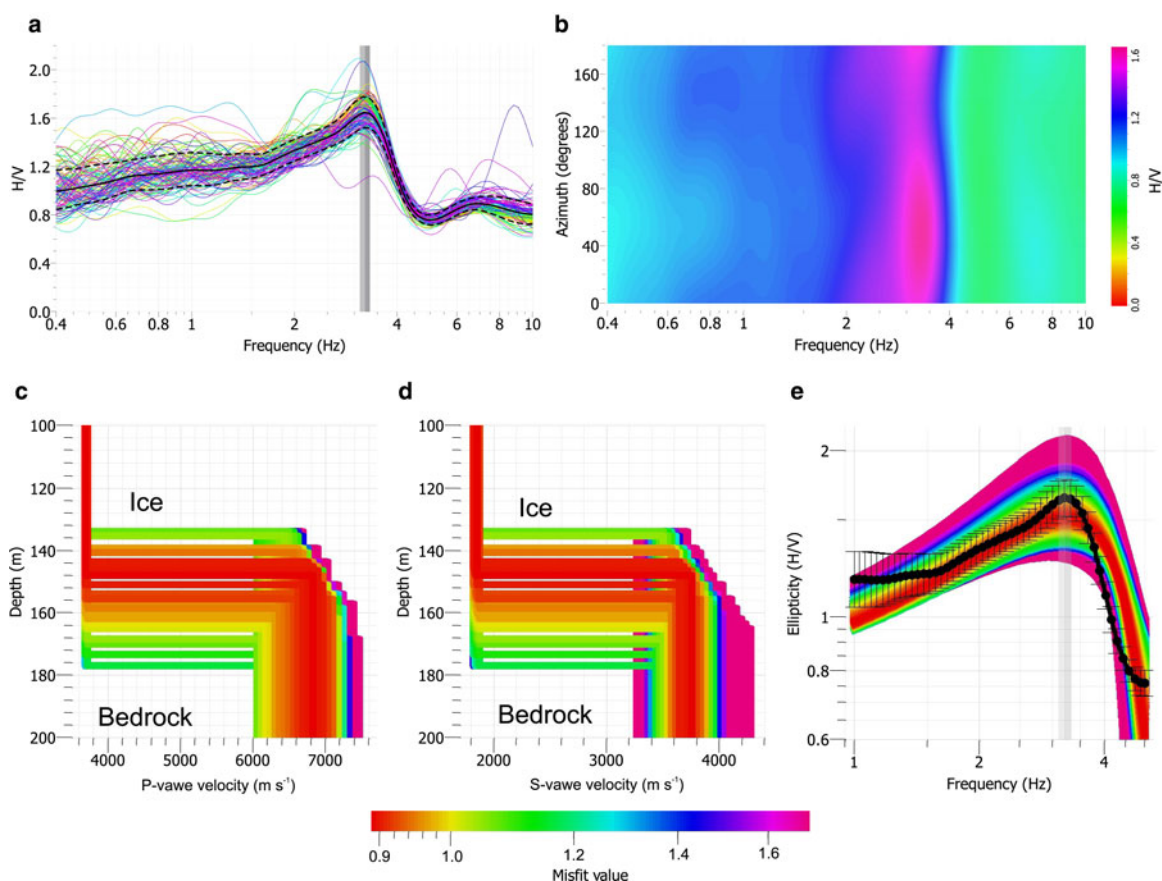 a
2.0
1.6
1.2
0.8
0.4
0.0
H/V
0.4 0.6 0.8 1 2 4 6 8 10
Frequency (Hz)
b
160
120
80
40
0
Azimuth (degrees)
0.4 0.6 0.8 1 2 4 6 8 10
Frequency (Hz)
1.6
1.2
0.8
0.4
0.0
H/V
c
100
120
140
160
180
200
Depth (m)
Ice
Bedrock
4000 5000 6000 7000
P-vawe velocity (m s⁻¹)
d
100
120
140
160
180
200
Depth (m)
Ice
Bedrock
2000 3000 4000
S-vawe velocity (m s⁻¹)
e
2
1
0.8
0.6
Ellipticity (H/V)
1 2 4
Frequency (Hz)
0.9 1.0 1.2 1.4 1.6
Misfit value